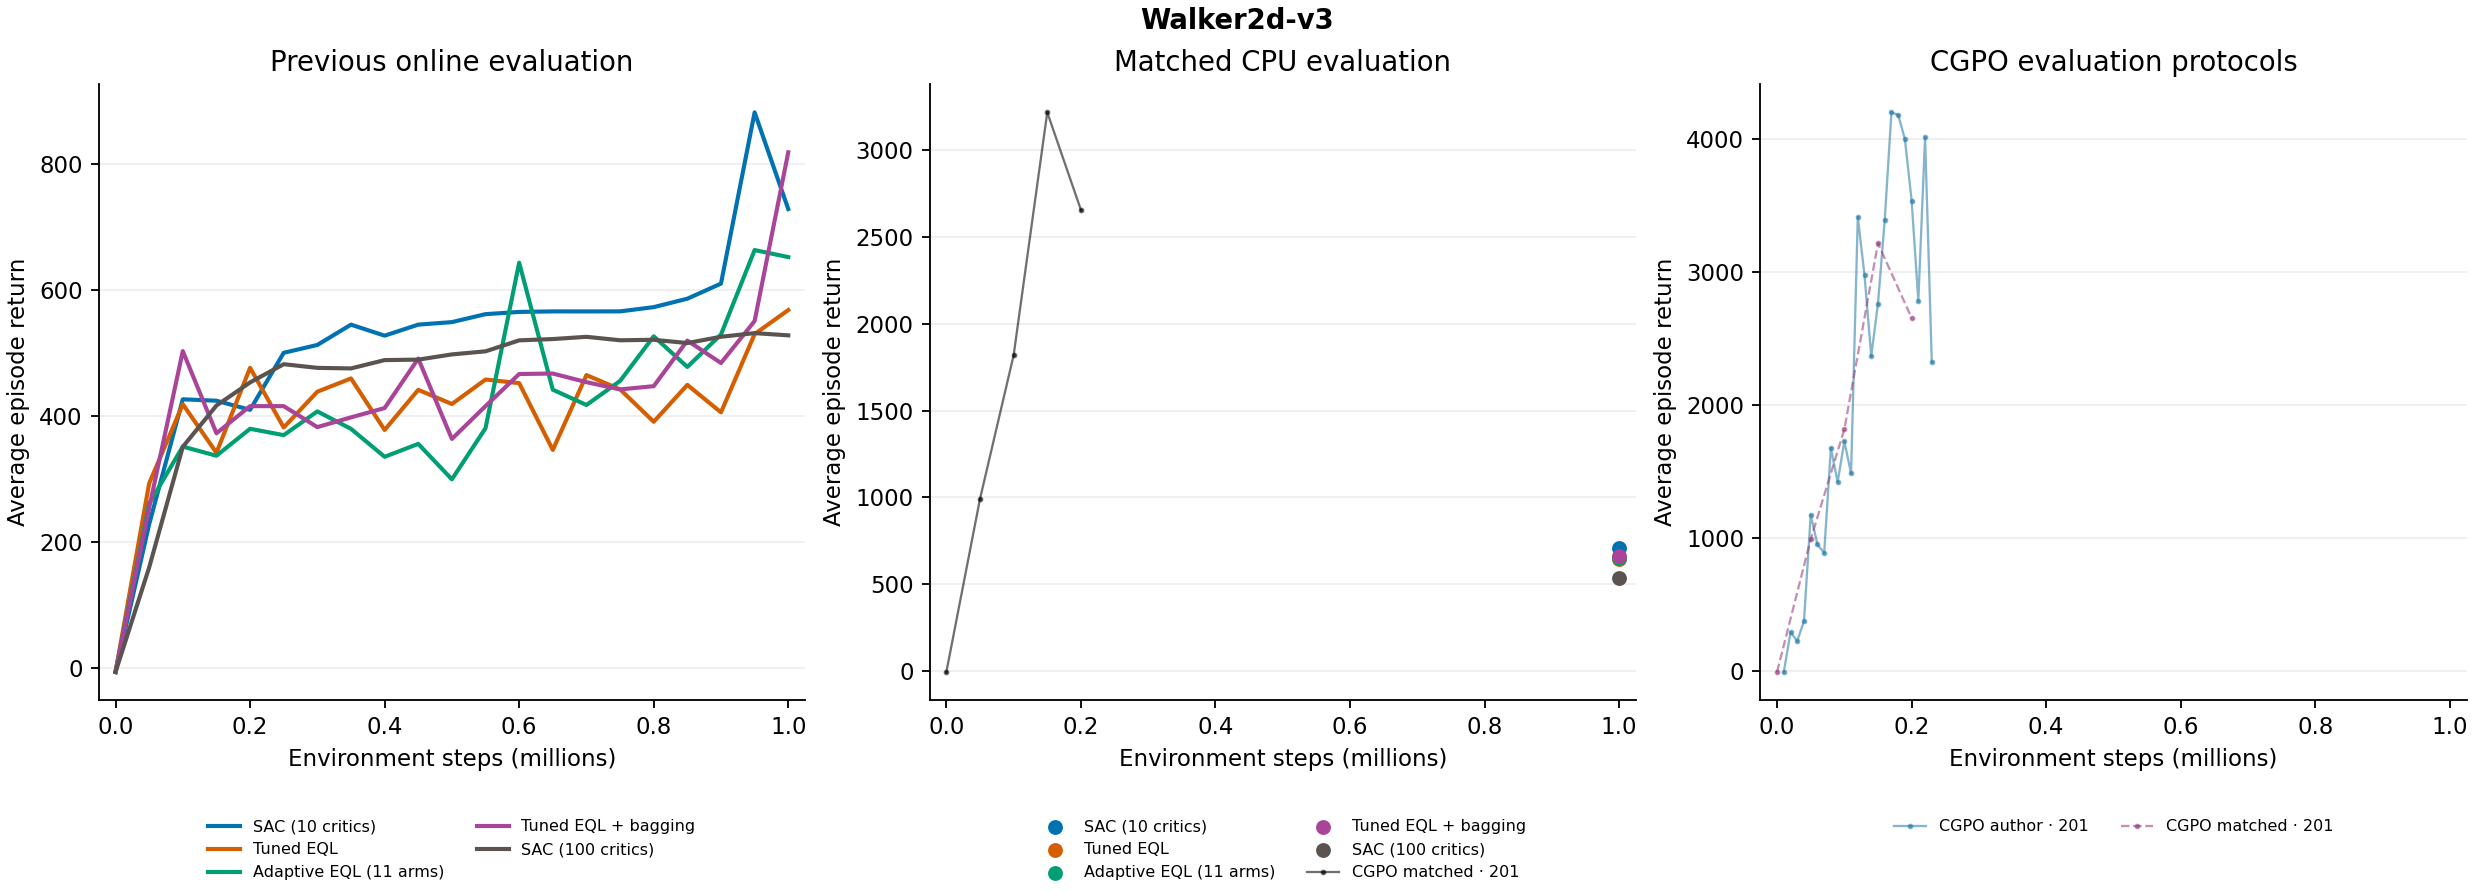 Walker2d-v3
Previous online evaluation
Average episode return
800
600
400
200
0
0.0 0.2 0.4 0.6 0.8 1.0
Environment steps (millions)
SAC (10 critics)
Tuned EQL
Adaptive EQL (11 arms)
Tuned EQL + bagging
SAC (100 critics)
Matched CPU evaluation
Average episode return
3000
2500
2000
1500
1000
500
0
0.0 0.2 0.4 0.6 0.8 1.0
Environment steps (millions)
SAC (10 critics)
Tuned EQL
Adaptive EQL (11 arms)
Tuned EQL + bagging
SAC (100 critics)
CGPO matched · 201
CGPO evaluation protocols
Average episode return
4000
3000
2000
1000
0
0.0 0.2 0.4 0.6 0.8 1.0
Environment steps (millions)
CGPO author · 201
CGPO matched · 201